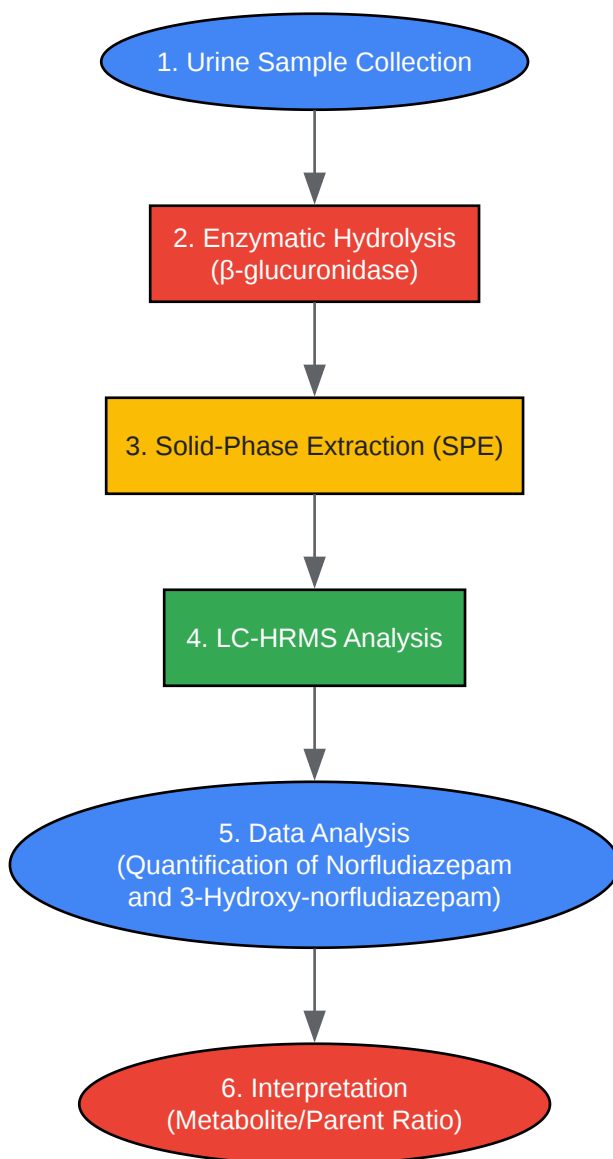 1. Urine Sample Collection
2. Enzymatic Hydrolysis
(β-glucuronidase)
3. Solid-Phase Extraction (SPE)
4. LC-HRMS Analysis
5. Data Analysis
(Quantification of Norfludiazepam
and 3-Hydroxy-norfludiazepam)
6. Interpretation
(Metabolite/Parent Ratio)